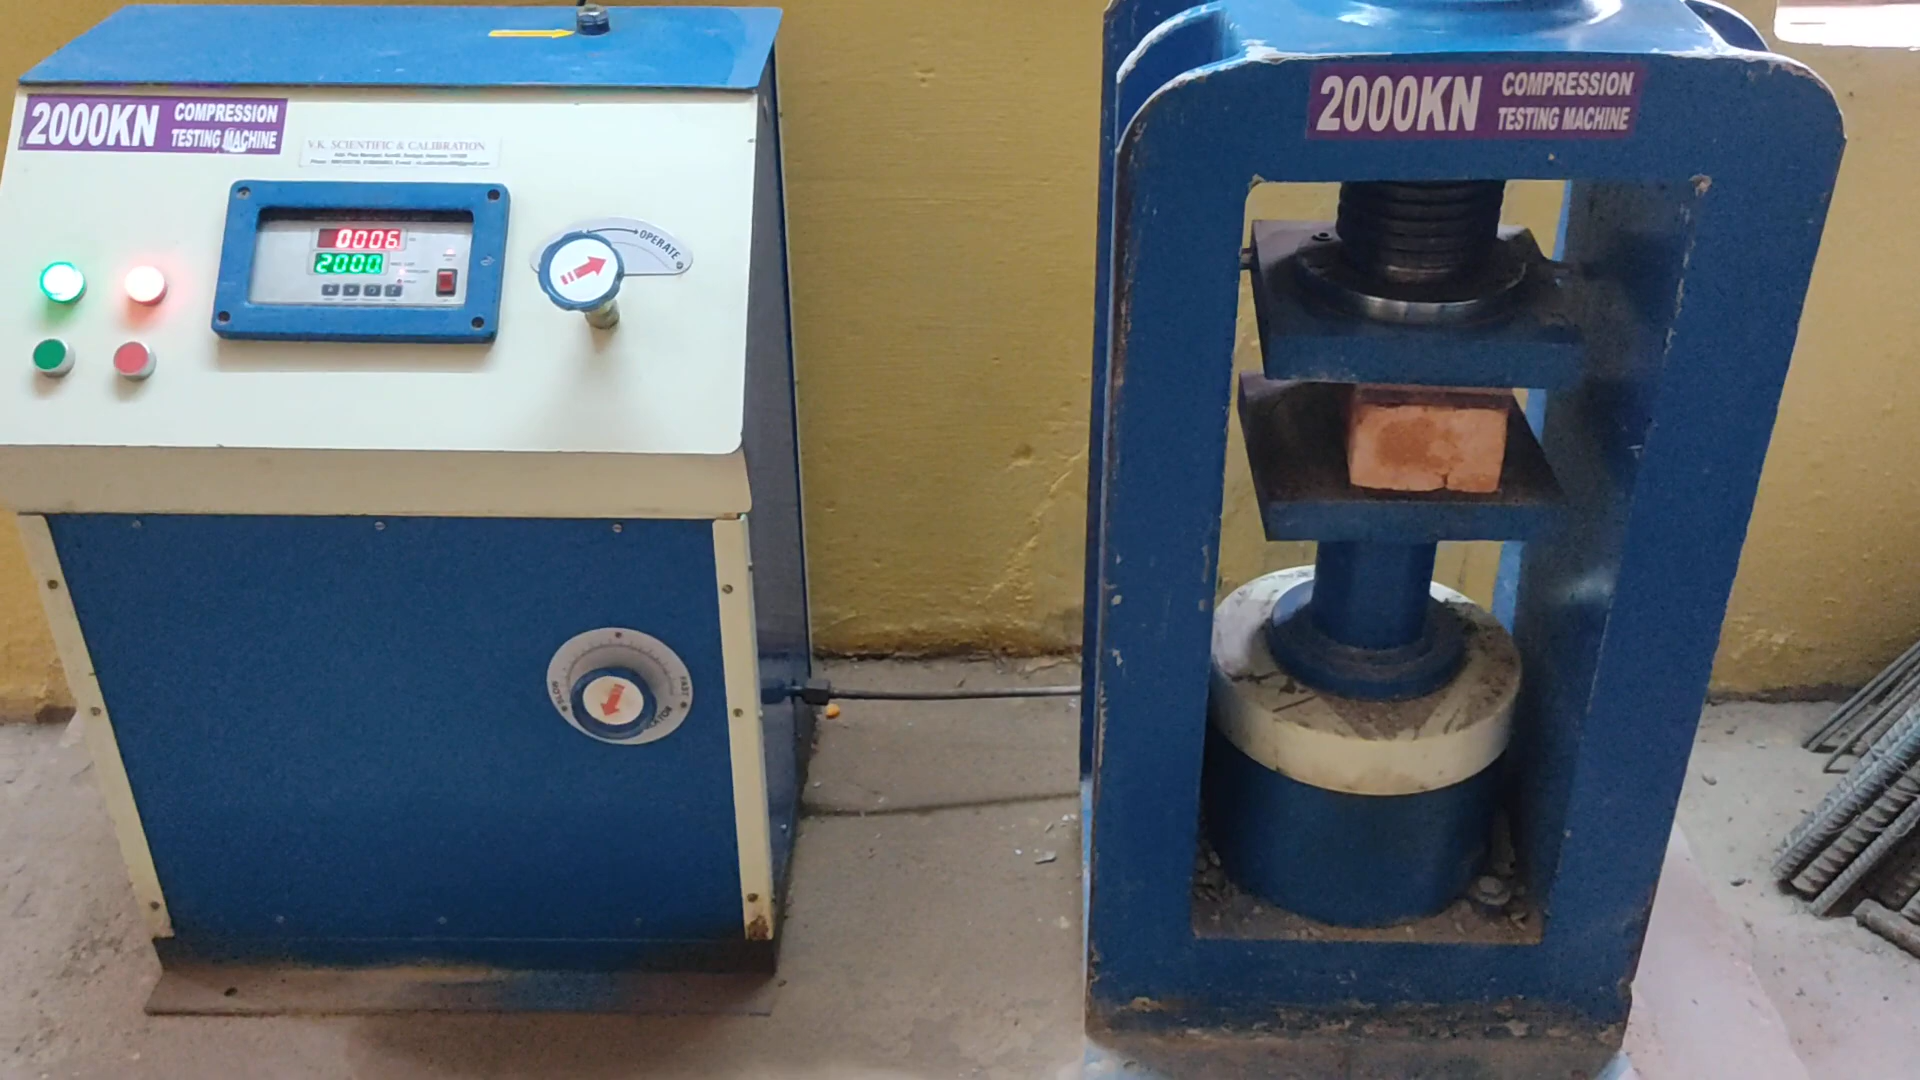 2000KN
COMPRESSION
TESTING MACHINE
V.K. SCIENTIFIC & CALIBRATION
0006
2000
OPERATE
SLOW
FAST
2000KN
COMPRESSION
TESTING MACHINE